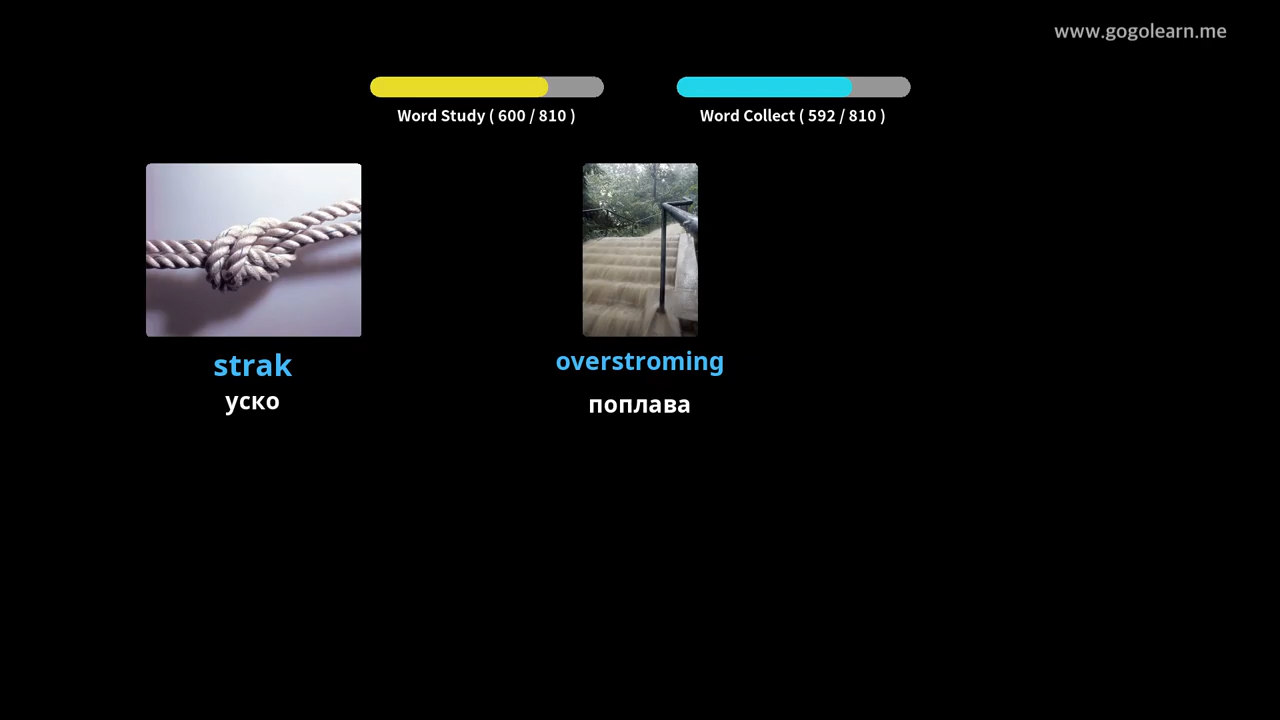 www.gogolearn.me
Word Study ( 600 / 810 )
Word Collect ( 592 / 810 )
strak
уско
overstroming
поплава